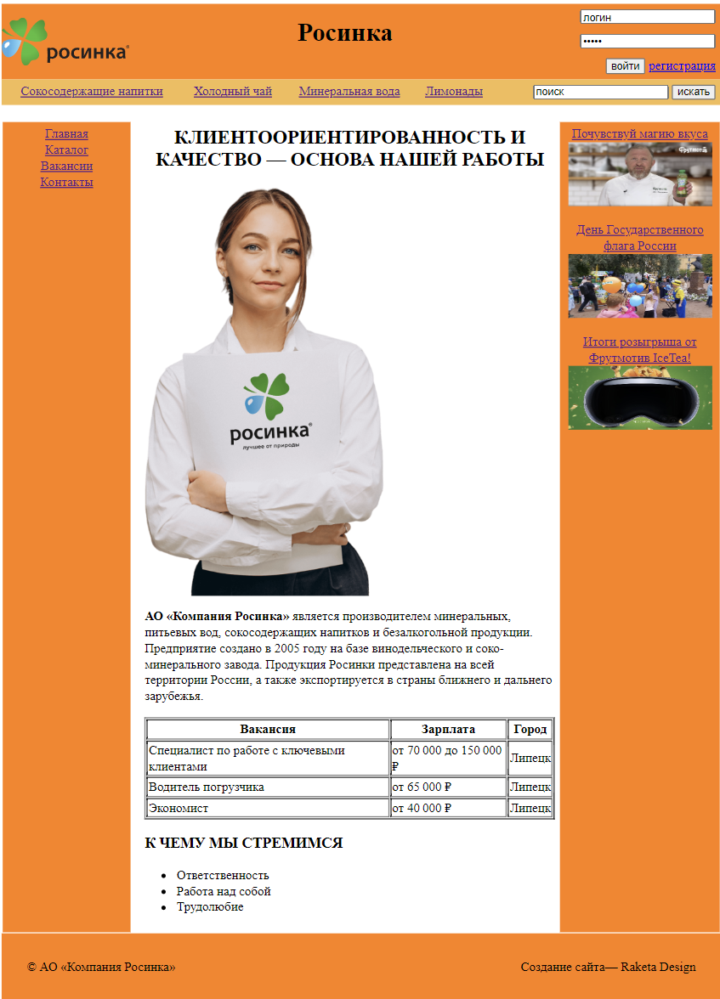 росинка®
Росинка
логин
•••••
войти регистрация
Сокосодержащие напитки Холодный чай Минеральная вода Лимонады поиск искать
Главная
Каталог
Вакансии
Контакты
КЛИЕНТООРИЕНТИРОВАННОСТЬ И
КАЧЕСТВО — ОСНОВА НАШЕЙ РАБОТЫ
росинка®
лучшее от природы
АО «Компания Росинка» является производителем минеральных,
питьевых вод, сокосодержащих напитков и безалкогольной продукции.
Предприятие создано в 2005 году на базе винодельческого и соко-
минерального завода. Продукция Росинки представлена на всей
территории России, а также экспортируется в страны ближнего и дальнего
зарубежья.
Вакансия Зарплата Город
Специалист по работе с ключевыми
клиентами
от 70 000 до 150 000
₽
Липецк
Водитель погрузчика от 65 000 ₽ Липецк
Экономист от 40 000 ₽ Липецк
К ЧЕМУ МЫ СТРЕМИМСЯ
• Ответственность
• Работа над собой
• Трудолюбие
Почувствуй магию вкуса
Фрутмотив
День Государственного
флага России
Итоги розыгрыша от
Фрутмотив IceTea!
© АО «Компания Росинка»
Создание сайта— Raketa Design